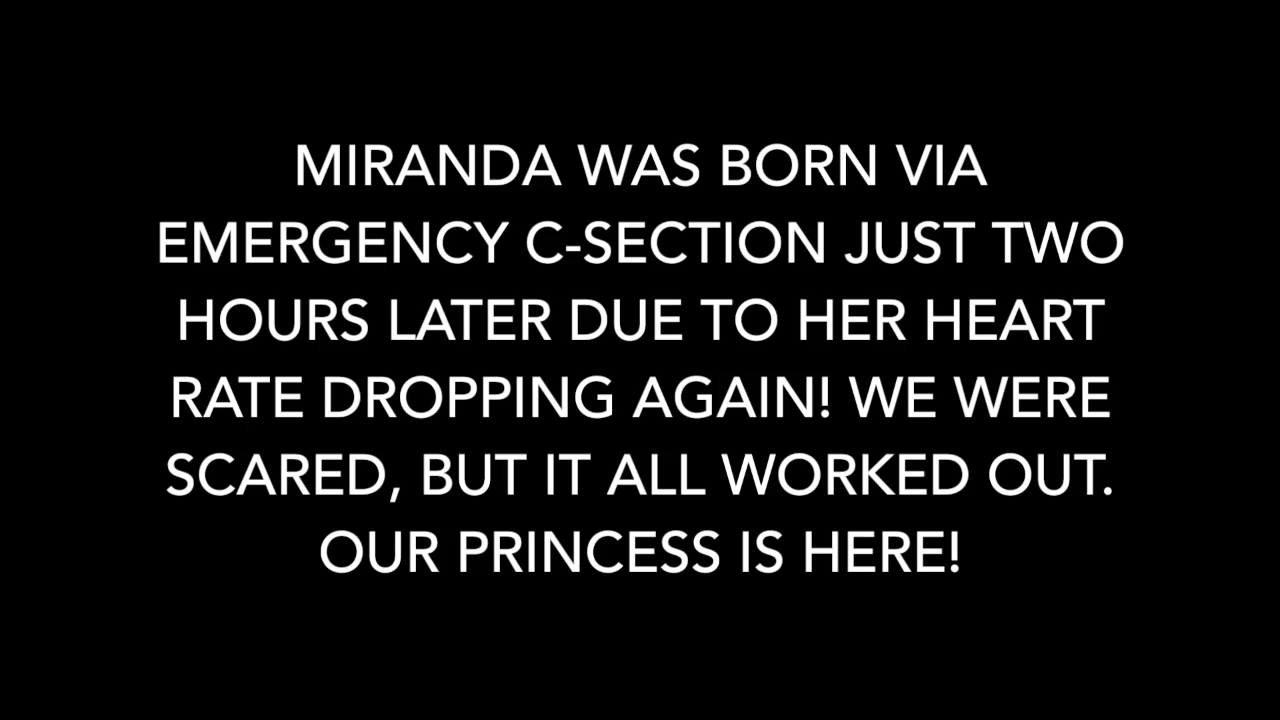 MIRANDA WAS BORN VIA
EMERGENCY C-SECTION JUST TWO
HOURS LATER DUE TO HER HEART
RATE DROPPING AGAIN! WE WERE
SCARED, BUT IT ALL WORKED OUT.
OUR PRINCESS IS HERE!